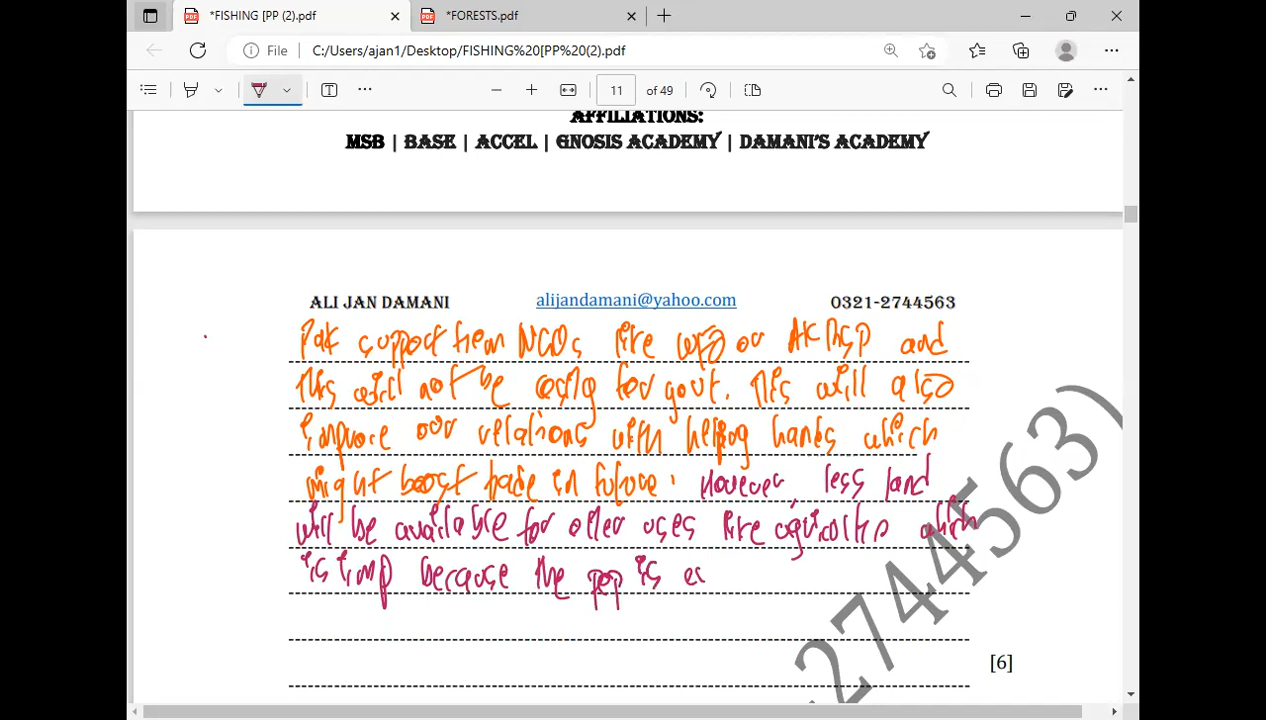 *FISHING [PP (2).pdf
*FORESTS.pdf
File
C:/Users/ajan1/Desktop/FISHING%20[PP%20(2).pdf
11 of 49
AFFILIATIONS:
MSB | BASE | ACCEL | GNOSIS ACADEMY | DAMANI'S ACADEMY
ALI JAN DAMANI alijandamani@yahoo.com 0321-2744563
Pak support from NGOs like or AKRSP and
this will not be easy for govt. This will also
improve our relations with helping hands which
might boost trade in future. However, less land
will be available for other uses like which
is imp because the pop is
[6]
2744563)